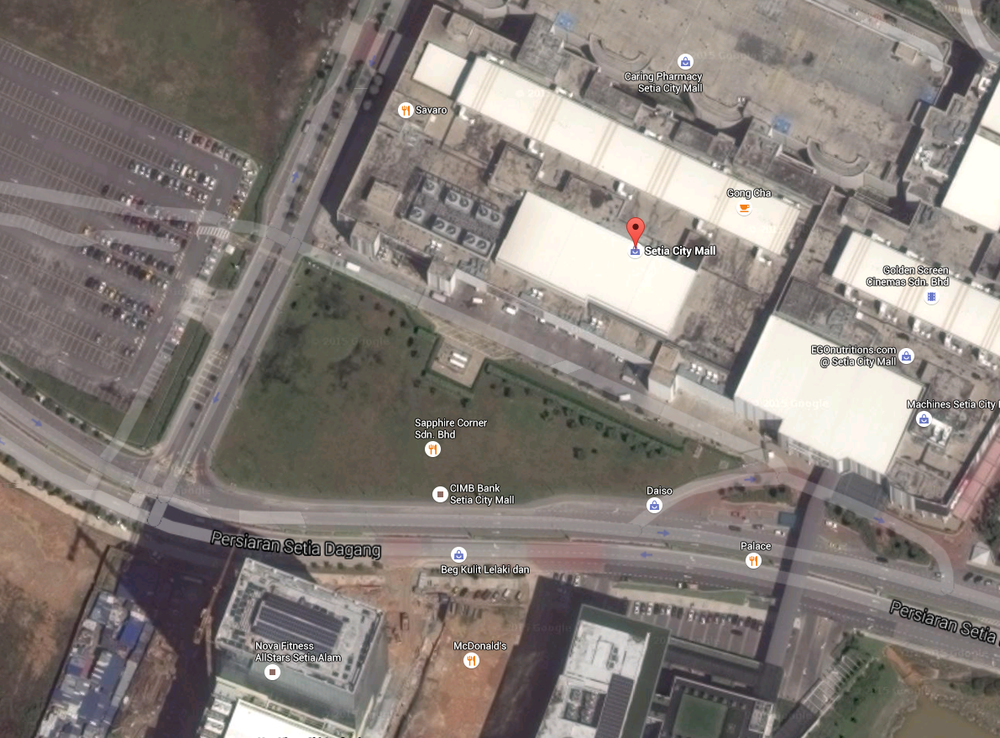 Caring Pharmacy
Setia City Mall
Savaro
Gong Cha
Setia City Mall
Golden Screen
Cinemas Sdn. Bhd
© 2015 Google
EGOnutritions.com
@ Setia City Mall
© 2015 Google
Machines Setia City
Sapphire Corner
Sdn. Bhd
CIMB Bank
Setia City Mall
Daiso
Persiaran Setia Dagang
Palace
Beg Kulit Lelaki dan
Persiaran Setia
Nova Fitness
AllStars Setia Alam
McDonald's